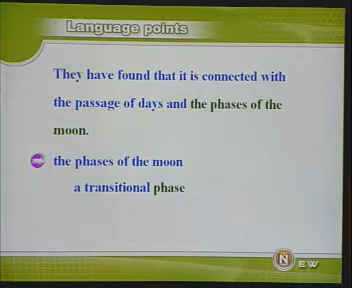 Language points
They have found that it is connected with
the passage of days and the phases of the
moon.
the phases of the moon
a transitional phase
NEW